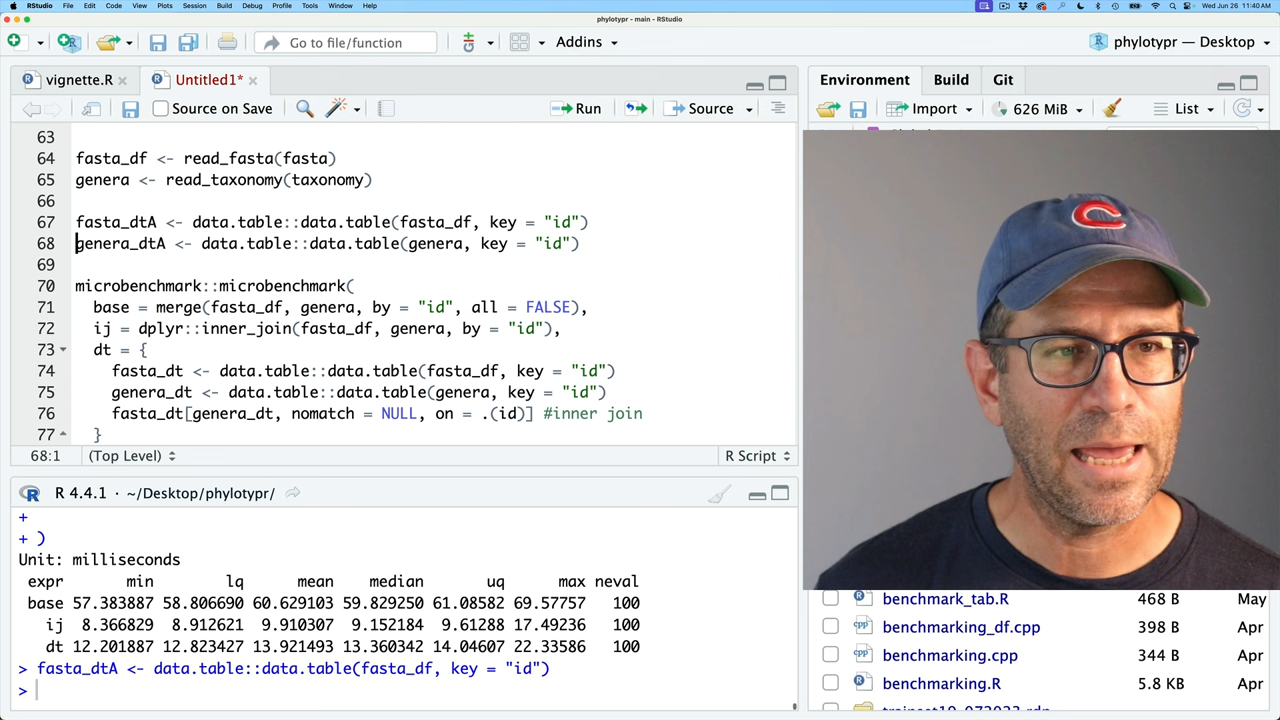 RStudio File Edit Code View Plots Session Build Debug Profile Tools Window Help Wed Jun 26 11:40 AM
phylotypr - main - RStudio
Go to file/function Addins phylotypr — Desktop
vignette.R Untitled1* Environment Build Git
Source on Save Run Source Import 626 MiB List
63
64 fasta_df <- read_fasta(fasta)
65 genera <- read_taxonomy(taxonomy)
66
67 fasta_dtA <- data.table::data.table(fasta_df, key = "id")
68 genera_dtA <- data.table::data.table(genera, key = "id")
69
70 microbenchmark::microbenchmark(
71 base = merge(fasta_df, genera, by = "id", all = FALSE),
72 ij = dplyr::inner_join(fasta_df, genera, by = "id"),
73 dt = {
74 fasta_dt <- data.table::data.table(fasta_df, key = "id")
75 genera_dt <- data.table::data.table(genera, key = "id")
76 fasta_dt[genera_dt, nomatch = NULL, on = .(id)] #inner join
77 }
68:1 (Top Level) R Script
R 4.4.1 · ~/Desktop/phylotypr/
+
+ )
Unit: milliseconds
expr min lq mean median uq max neval
base 57.383387 58.806690 60.629103 59.829250 61.08582 69.57757 100
ij 8.366829 8.912621 9.910307 9.152184 9.61288 17.49236 100
dt 12.201887 12.823427 13.921493 13.360342 14.04607 22.33586 100
> fasta_dtA <- data.table::data.table(fasta_df, key = "id")
>
benchmark_tab.R 468 B May
benchmarking_df.cpp 398 B Apr
benchmarking.cpp 344 B Apr
benchmarking.R 5.8 KB Apr